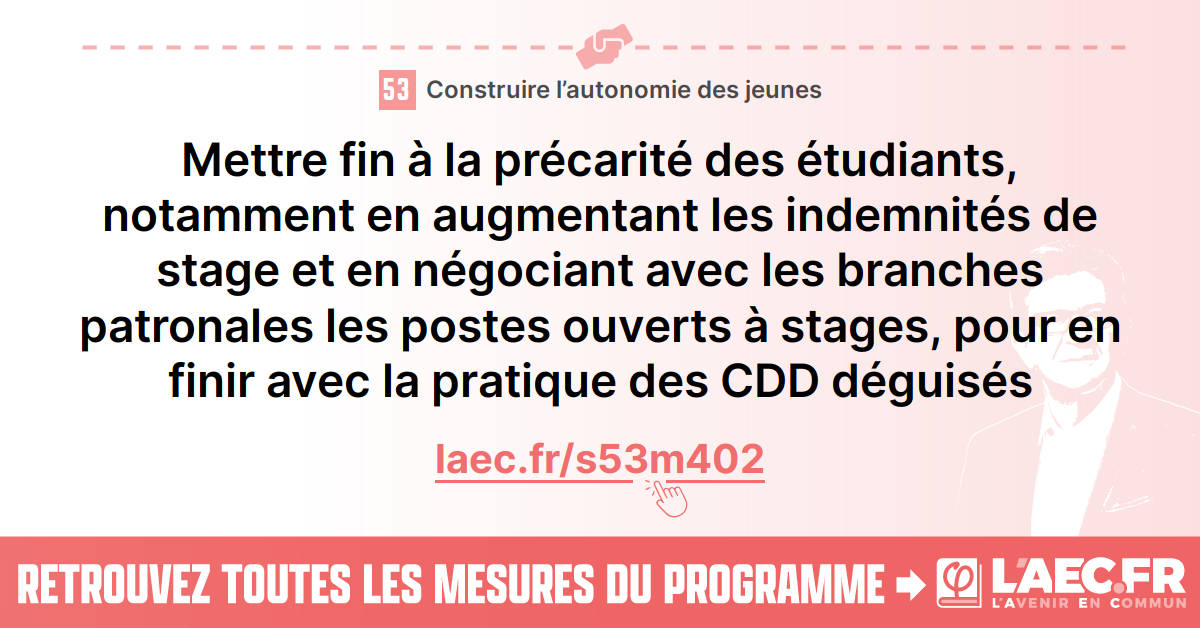 53 Construire l’autonomie des jeunes
Mettre fin à la précarité des étudiants,
notamment en augmentant les indemnités de
stage et en négociant avec les branches
patronales les postes ouverts à stages, pour en
finir avec la pratique des CDD déguisés
laec.fr/s53m402
RETROUVEZ TOUTES LES MESURES DU PROGRAMME
φ L'AEC.FR
L'AVENIR EN COMMUN